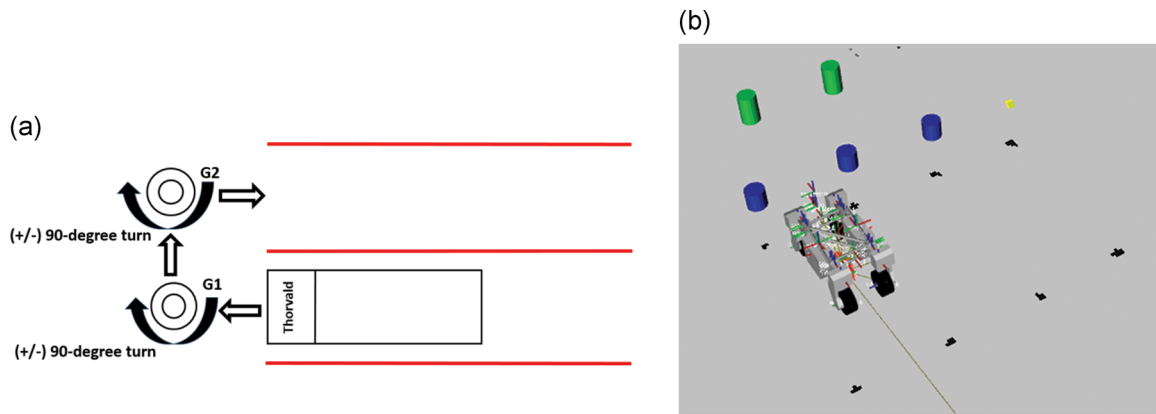 (a)
G2
(+/-) 90-degree turn
G1
Thorvald
(+/-) 90-degree turn
(b)